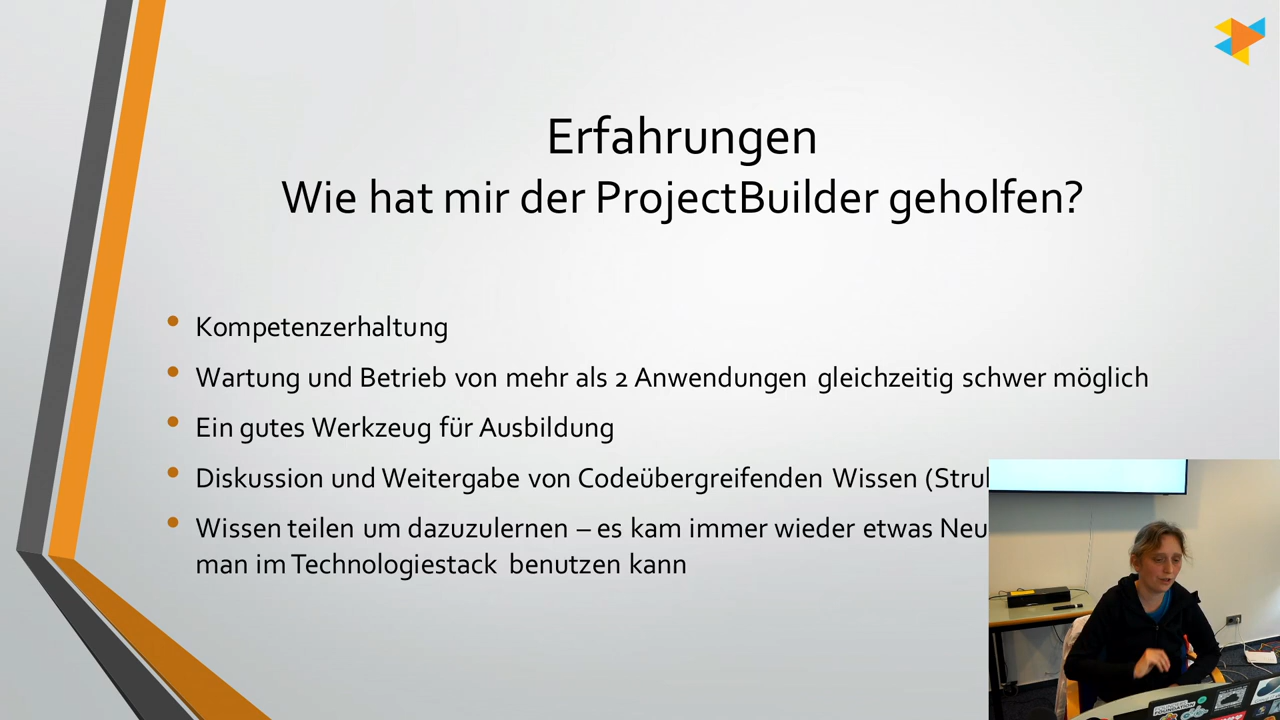 Erfahrungen
Wie hat mir der ProjectBuilder geholfen?
• Kompetenzerhaltung
• Wartung und Betrieb von mehr als 2 Anwendungen gleichzeitig schwer möglich
• Ein gutes Werkzeug für Ausbildung
• Diskussion und Weitergabe von Codeübergreifenden Wissen
• Wissen teilen um dazuzulernen – es kam immer wieder etwas
man im Technologiestack benutzen kann
FOUNDATION